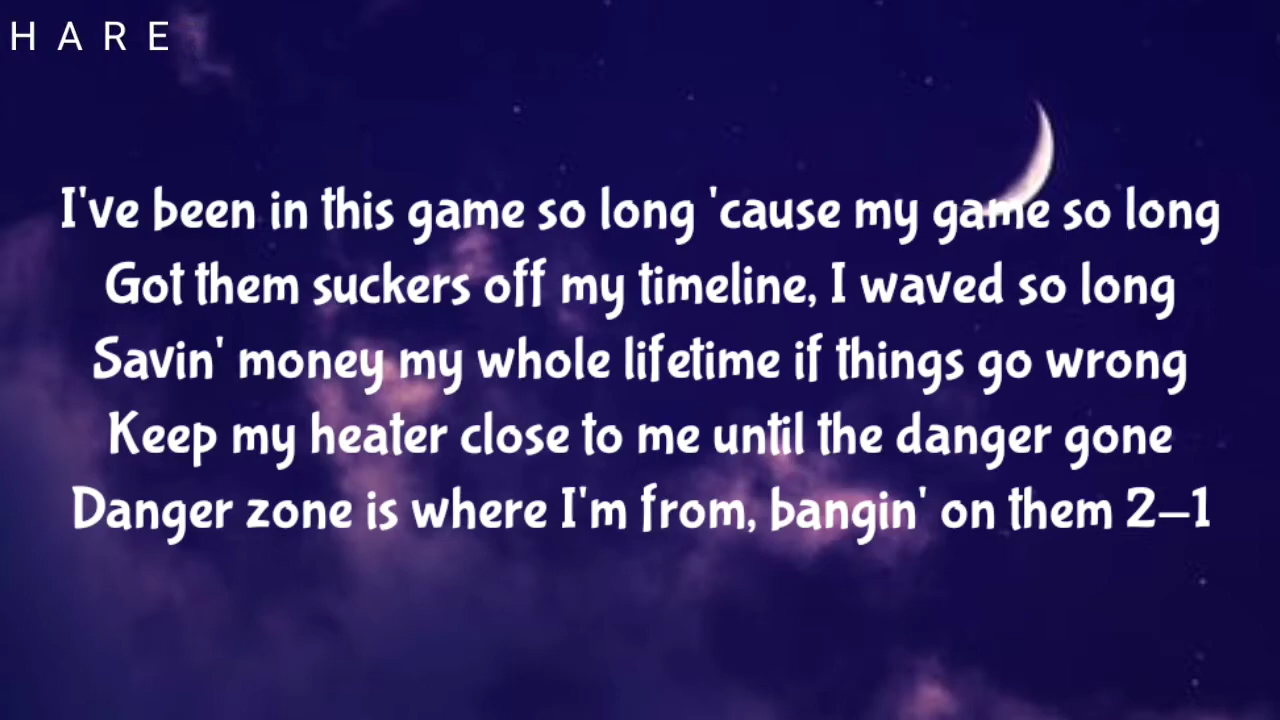 H A R E
I've been in this game so long 'cause my game so long
Got them suckers off my timeline, I waved so long
Savin' money my whole lifetime if things go wrong
Keep my heater close to me until the danger gone
Danger zone is where I'm from, bangin' on them 2–1